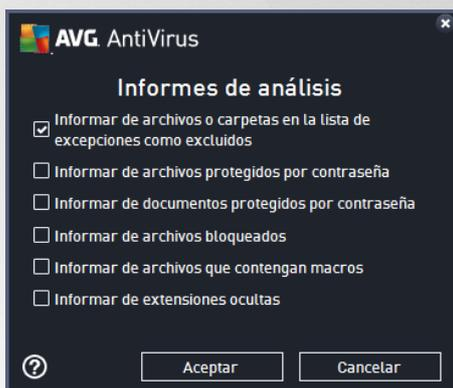 AVG. AntiVirus
Informes de análisis
Informar de archivos o carpetas en la lista de
excepciones como excluidos
Informar de archivos protegidos por contraseña
Informar de documentos protegidos por contraseña
Informar de archivos bloqueados
Informar de archivos que contengan macros
Informar de extensiones ocultas
?
Aceptar
Cancelar